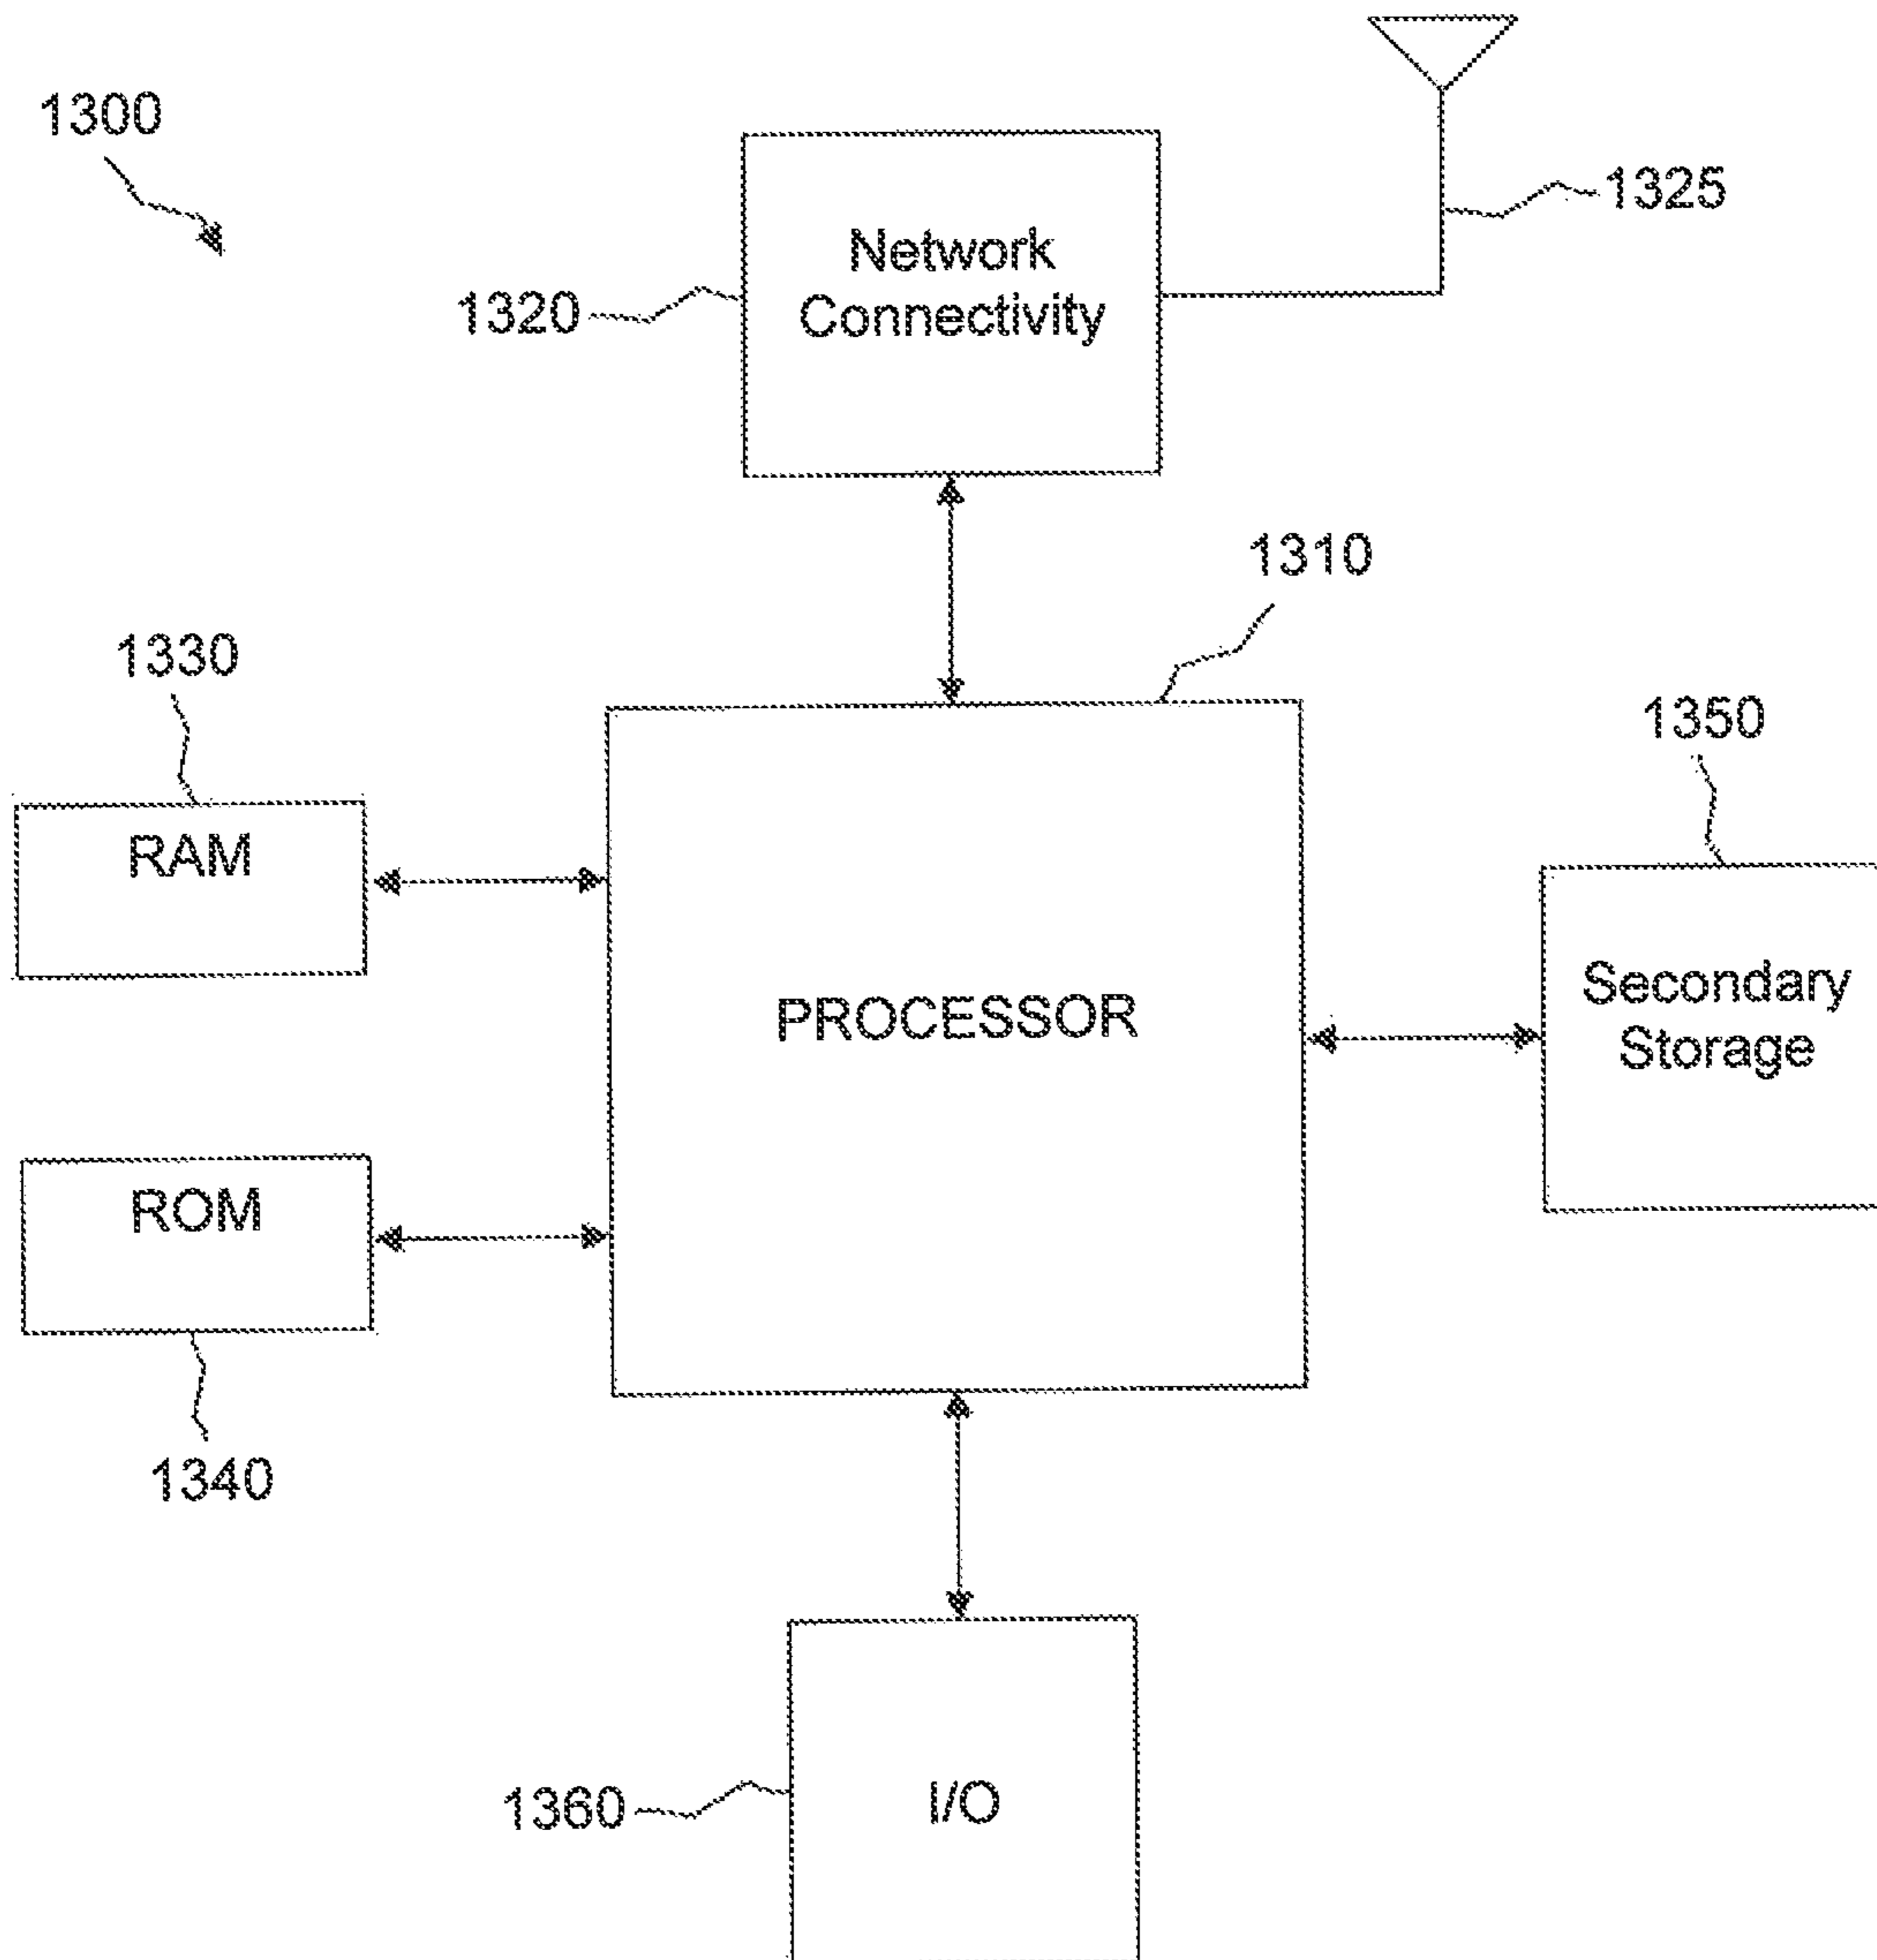 1300
1325
Network
Connectivity
1320
1310
1330
1350
RAM
Secondary
Storage
PROCESSOR
ROM
1340
1360
I/O